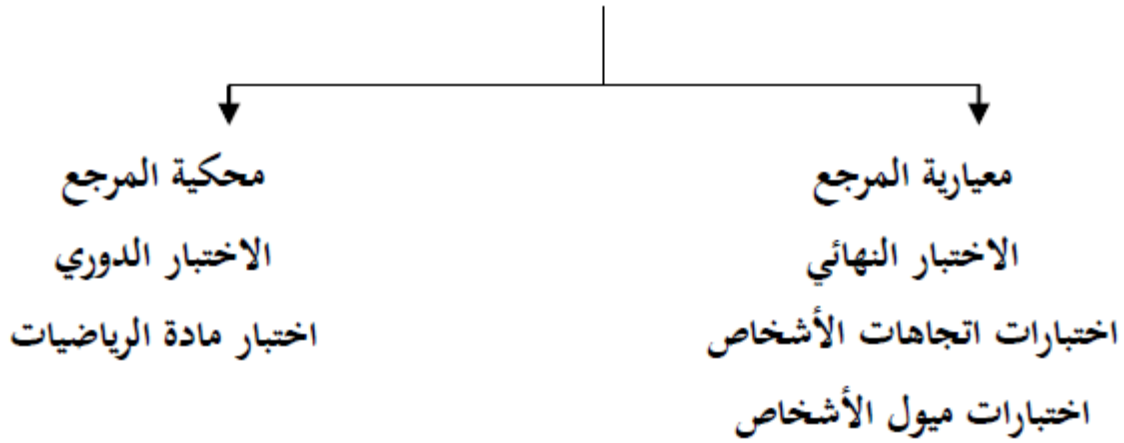 معيارية المرجع
الاختبار النهائي
اختبارات اتجاهات الأشخاص
اختبارات ميول الأشخاص
محكية المرجع
الاختبار الدوري
اختبار مادة الرياضيات